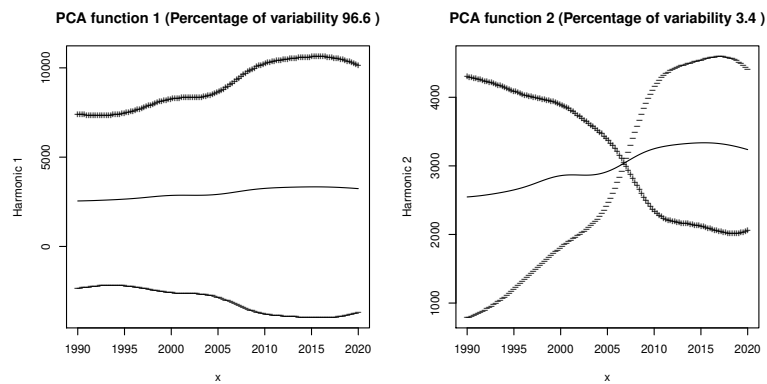 PCA function 1 (Percentage of variability 96.6 )
Harmonic 1
10000
5000
0
1990 1995 2000 2005 2010 2015 2020
x
PCA function 2 (Percentage of variability 3.4 )
Harmonic 2
4000
3000
2000
1000
1990 1995 2000 2005 2010 2015 2020
x